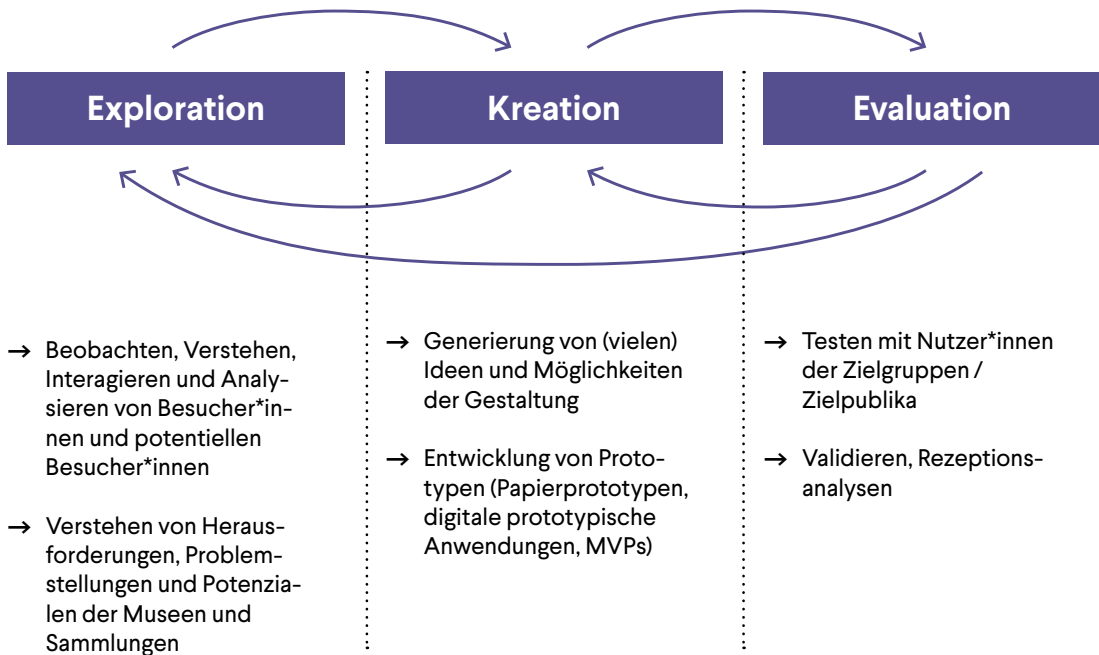 Exploration
Kreation
Evaluation
→ Beobachten, Verstehen,
Interagieren und Analy-
sieren von Besucher*in-
nen und potentiellen
Besucher*innen
→ Verstehen von Heraus-
forderungen, Problem-
stellungen und Potenzia-
len der Museen und
Sammlungen
→ Generierung von (vielen)
Ideen und Möglichkeiten
der Gestaltung
→ Entwicklung von Proto-
typen (Papierprototypen,
digitale prototypische
Anwendungen, MVPs)
→ Testen mit Nutzer*innen
der Zielgruppen /
Zielpublika
→ Validieren, Rezeptions-
analysen